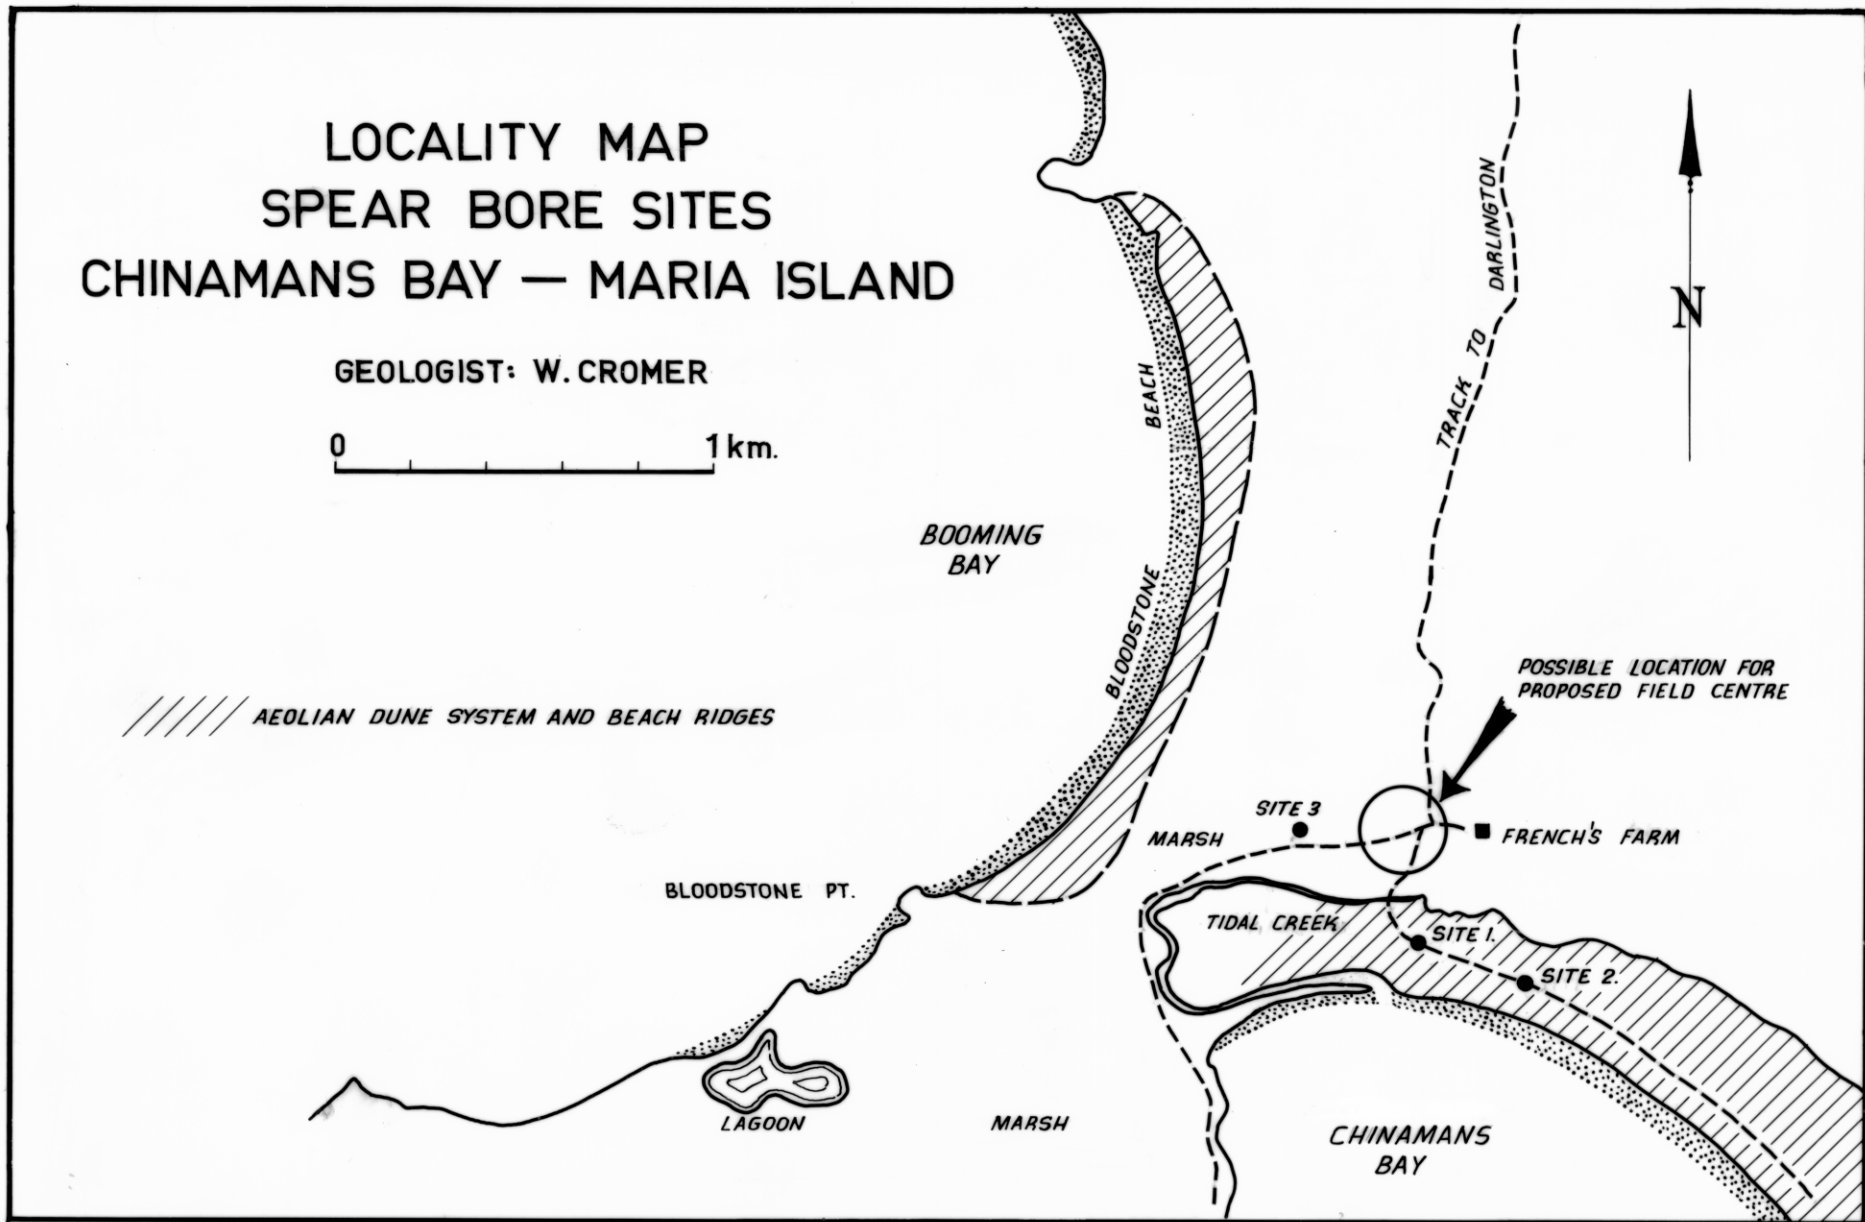 LOCALITY MAP
SPEAR BORE SITES
CHINAMANS BAY — MARIA ISLAND
GEOLOGIST: W. CROMER
0 1 km.
N
TRACK TO DARLINGTON
BLOODSTONE BEACH
BOOMING
BAY
POSSIBLE LOCATION FOR
PROPOSED FIELD CENTRE
AEOLIAN DUNE SYSTEM AND BEACH RIDGES
SITE 3
MARSH
FRENCH'S FARM
BLOODSTONE PT.
TIDAL CREEK
SITE 1.
SITE 2.
LAGOON
MARSH
CHINAMANS
BAY